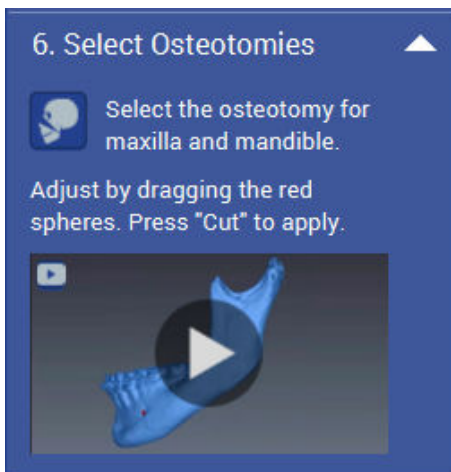 6. Select Osteotomies
Select the osteotomy for
maxilla and mandible.
Adjust by dragging the red
spheres. Press "Cut" to apply.